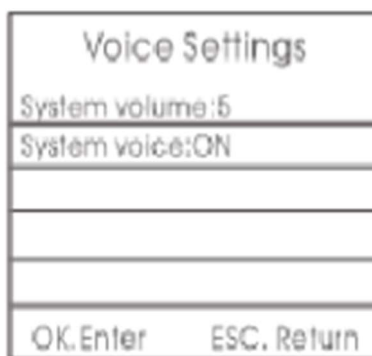 Voice Settings
System volume:5
System voice:ON
OK.Enter ESC. Return